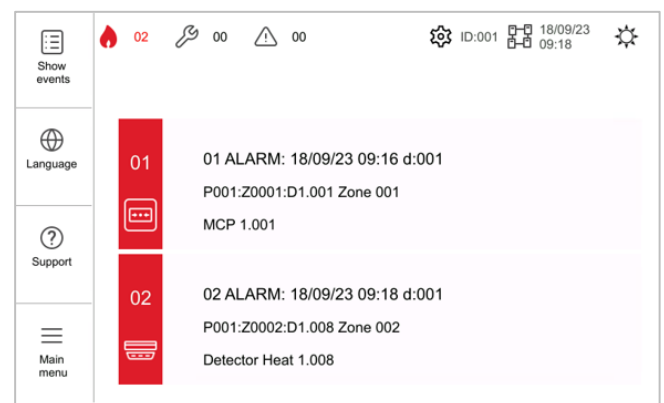 Show
events
Language
Support
Main
menu
02
00
00
ID:001
18/09/23
09:18
01
01 ALARM: 18/09/23 09:16 d:001
P001:Z0001:D1.001 Zone 001
MCP 1.001
02
02 ALARM: 18/09/23 09:18 d:001
P001:Z0002:D1.008 Zone 002
Detector Heat 1.008